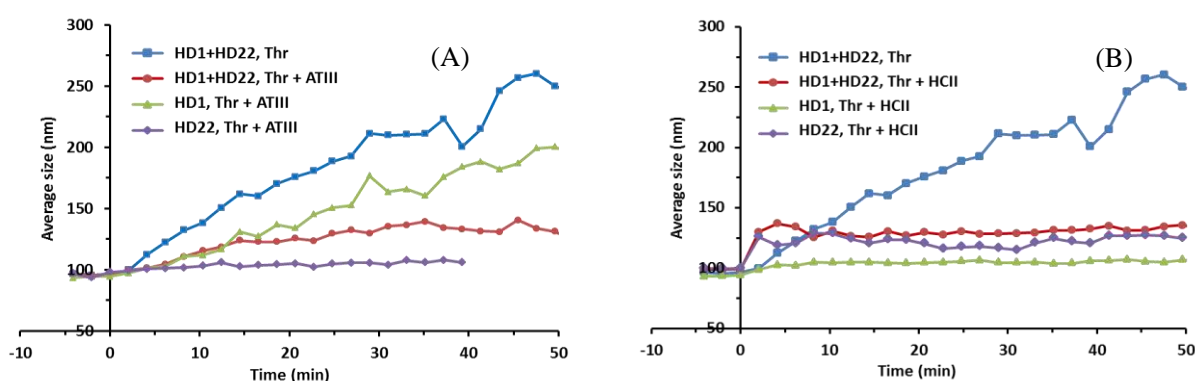 300
250
200
150
100
50
-10
0
10
20
30
40
50
Average size (nm)
Time (min)
HD1+HD22, Thr
HD1+HD22, Thr + ATIII
HD1, Thr + ATIII
HD22, Thr + ATIII
(A)
300
250
200
150
100
50
-10
0
10
20
30
40
50
Average size (nm)
Time (min)
HD1+HD22, Thr
HD1+HD22, Thr + HCII
HD1, Thr + HCII
HD22, Thr + HCII
(B)